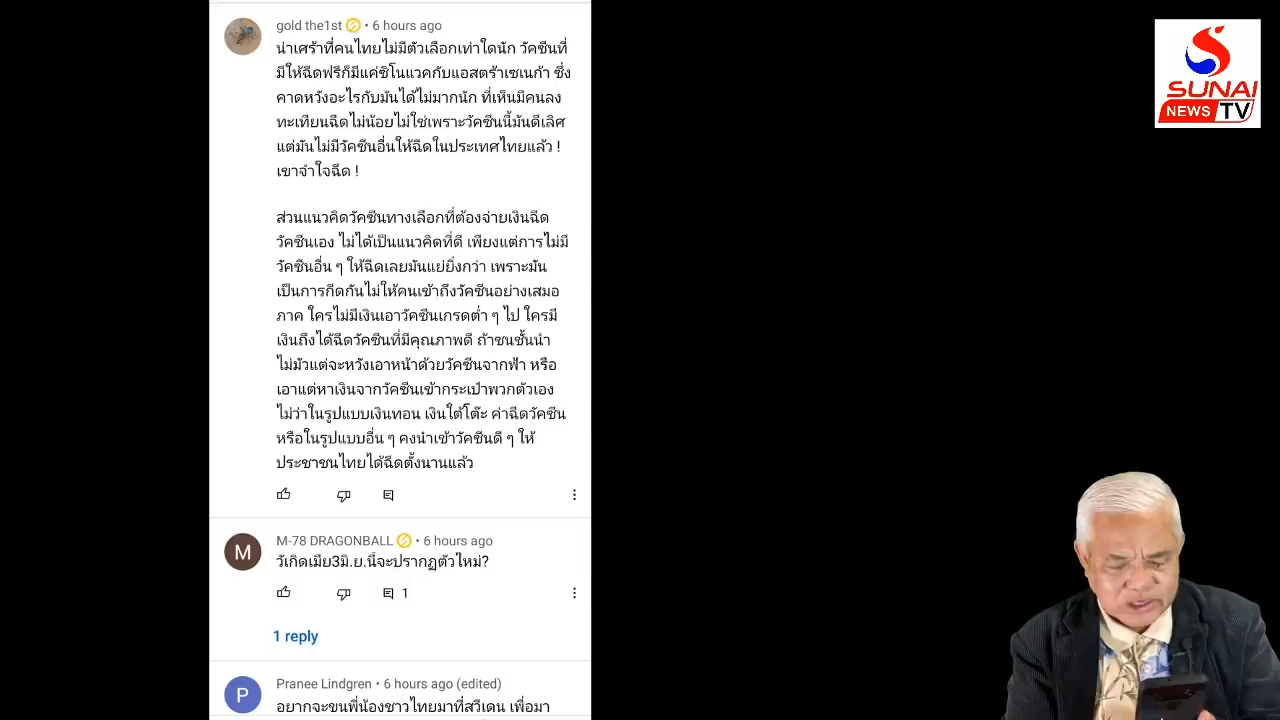 gold the1st • 6 hours ago
น่าเศร้าที่คนไทยไม่มีตัวเลือกเท่าใดนัก วัคซีนที่
มีให้ฉีดฟรีก็มีแค่ซิโนแวคกับแอสตร้าเซเนก้า ซึ่ง
คาดหวังอะไรกับมันได้ไม่มากนัก ที่เห็นมีคนลง
ทะเทียนฉีดไม่น้อยไม่ใช่เพราะวัคซีนนี้มันดีเลิศ
แต่มันไม่มีวัคซีนอื่นให้ฉีดในประเทศไทยแล้ว !
เขาจำใจฉีด !
ส่วนแนวคิดวัคซีนทางเลือกที่ต้องจ่ายเงินฉีด
วัคซีนเอง ไม่ได้เป็นแนวคิดที่ดี เพียงแต่การไม่มี
วัคซีนอื่น ๆ ให้ฉีดเลยมันแย่ยิ่งกว่า เพราะมัน
เป็นการกีดกันไม่ให้คนเข้าถึงวัคซีนอย่างเสมอ
ภาค ใครไม่มีเงินเอาวัคซีนเกรดต่ำ ๆ ไป ใครมี
เงินถึงได้ฉีดวัคซีนที่มีคุณภาพดี ถ้าชนชั้นนำ
ไม่มัวแต่จะหวังเอาหน้าด้วยวัคซีนจากฟ้า หรือ
เอาแต่หาเงินจากวัคซีนเข้ากระเป๋าพวกตัวเอง
ไม่ว่าในรูปแบบเงินทอน เงินใต้โต๊ะ ค่าฉีดวัคซีน
หรือในรูปแบบอื่น ๆ คงนำเข้าวัคซีนดี ๆ ให้
ประชาชนไทยได้ฉีดตั้งนานแล้ว
M
M-78 DRAGONBALL • 6 hours ago
วัเกิดเมีย3มิ.ย.นี้จะปรากฏตัวไหม่?
1
1 reply
P
Pranee Lindgren • 6 hours ago (edited)
อยากจะขนพี่น้องชาวไทยมาที่สวีเดน เพื่อมา
SUNAI
NEWS TV